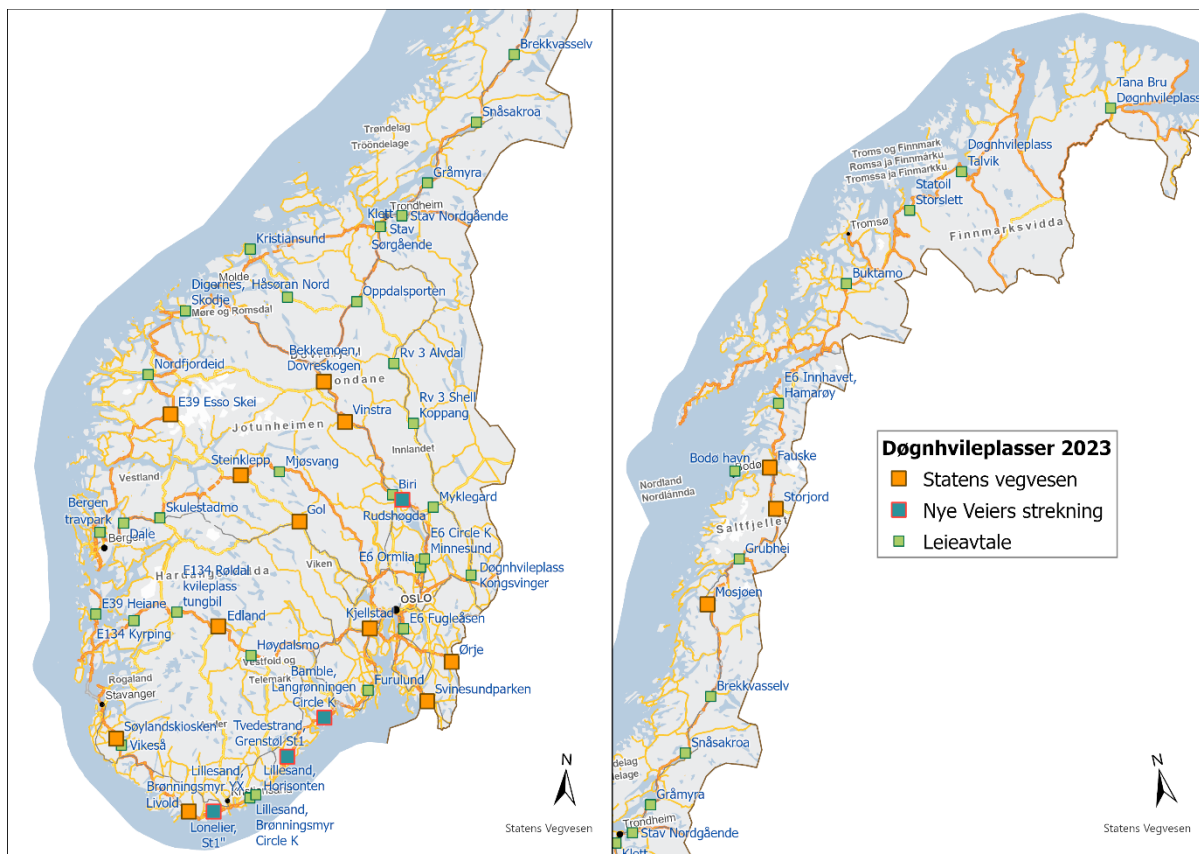 Brekkvasselv
Snåsakroa
Trøndelag
Trööndelage
Gråmyra
Trondheim
Klett
Stav Nordgående
Stav
Sørgående
Kristiansund
Molde
Digernes, Håsøran Nord
Skodje
Møre og Romsdal
Oppdalsporten
Bekkemoen,
Dovreskogen
Rv 3 Alvdal
Nordfjordeid
Rondane
E39 Esso Skei
Vinstra
Rv 3 Shell
Koppang
Jotunheimen
Innlandet
Steinklepp
Mjøsvang
Vestland
Biri
Rudshøgda
Myklegard
Bergen
travpark
Skulestadmo
Dale
Bergen
Gol
E6 Circle K
Minnesund
E6 Ormlia
Viken
Døgnhvileplass
Kongsvinger
E134 Røldal
kvileplass
tungbil
E39 Heiane
E134 Kyrping
Edland
Kjellstad
OSLO
E6 Fugleåsen
Høydalsmo
Vestfold og
Telemark
Ørje
Rogaland
Stavanger
Bamble,
Langrønningen
Circle K
Furulund
Svinesundparken
Søylandskiosken
Vikeså
Tvedestrand,
Grenstøl St1
Lillesand,
Brønningsmyr YX
Lillesand,
Horisonten
Livold
Lonelier,
St1"
Lillesand,
Brønningsmyr
Circle K
N
Statens Vegvesen
Tana Bru
Døgnhvileplass
Troms og Finnmark
Romsa ja Finnmárku
Tromssa ja Finmarkku
Døgnhvileplass
Talvik
Statoil
Storslett
Tromsø
Finnmarksvidda
Buktamo
E6 Innhavet,
Hamarøy
Bodø havn
Bodø
Fauske
Nordland
Nordlánnda
Storjord
Saltfjellet
Grubhei
Mosjøen
Brekkvasselv
Snåsakroa
Gråmyra
Trondheim
Stav Nordgående
Klett
Døgnhvileplasser 2023
Statens vegvesen
Nye Veiers strekning
Leieavtale
N
Statens Vegvesen